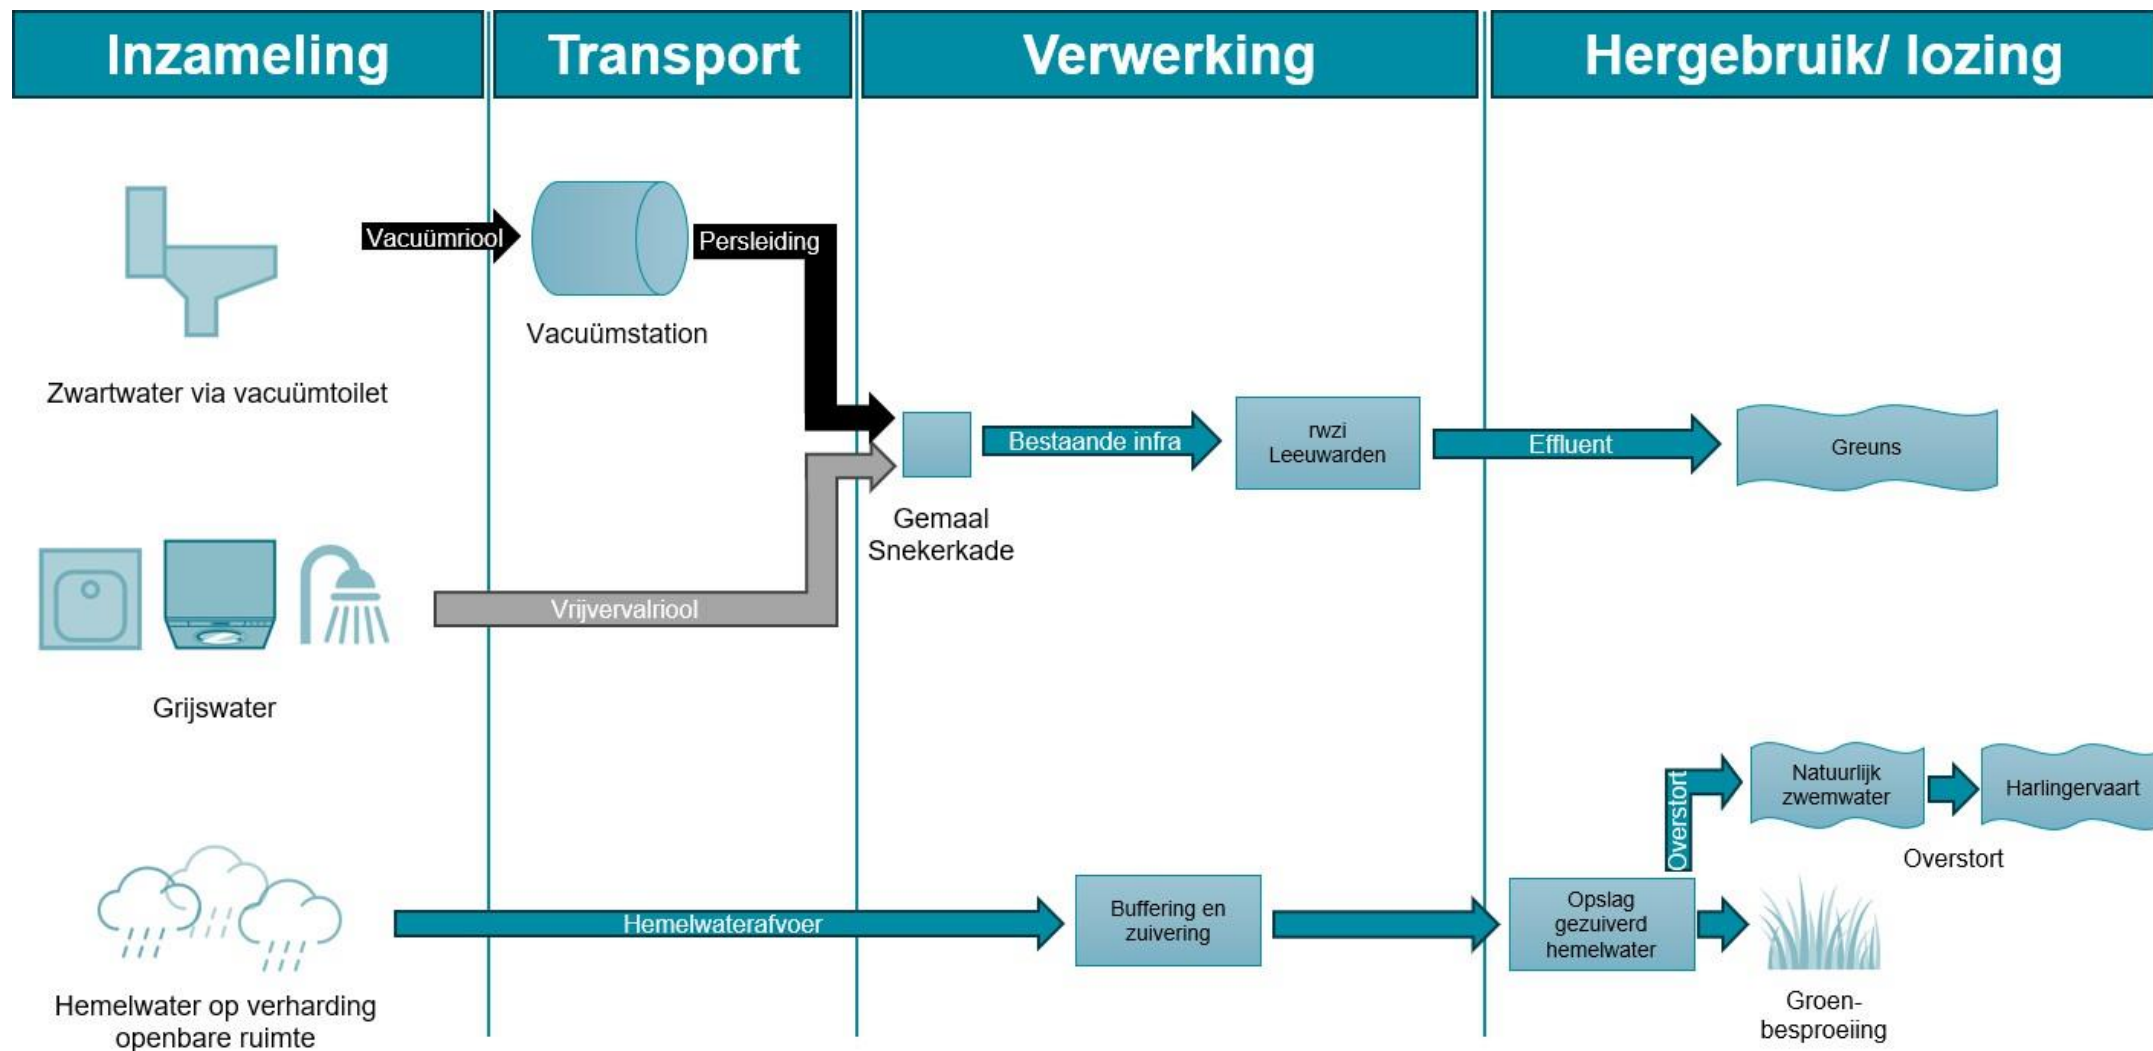 Inzameling
Transport
Verwerking
Hergebruik/ lozing
Vacuümriool
Persleiding
Vacuümstation
Zwartwater via vacuümtoilet
Bestaande infra
rwzi
Leeuwarden
Effluent
Greuns
Gemaal
Snekerkade
Vrijvervalriool
Grijswater
Overstort
Natuurlijk
zwemwater
Harlingervaart
Overstort
Hemelwaterafvoer
Buffering en
zuivering
Opslag
gezuiverd
hemelwater
Groen-
besproeiing
Hemelwater op verharding
openbare ruimte